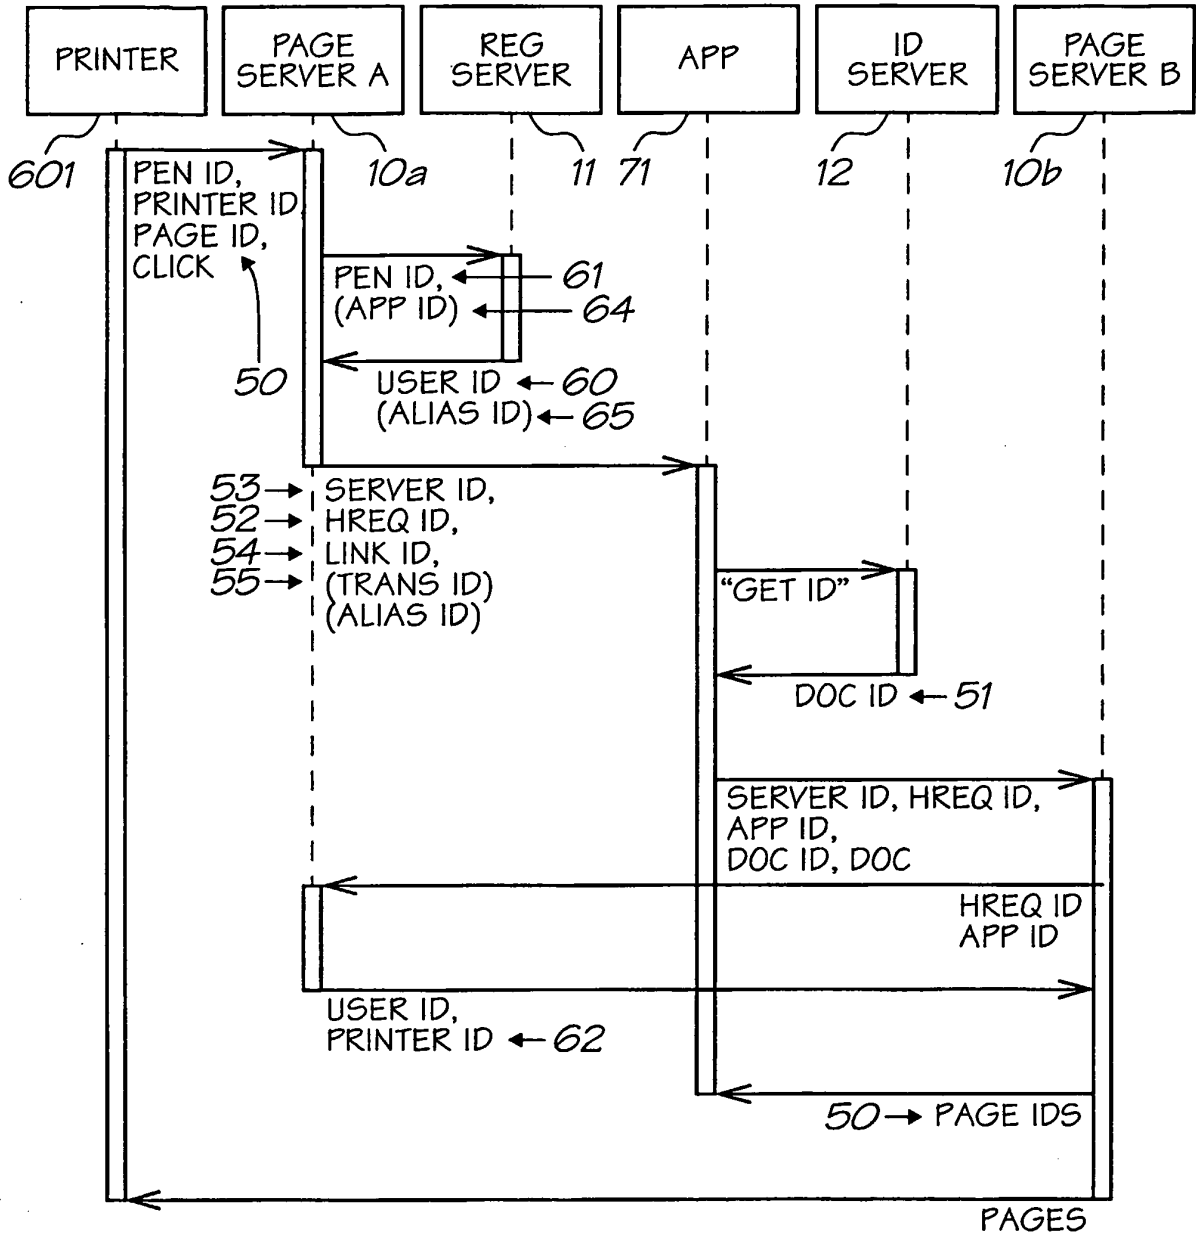 PRINTER
PAGE
SERVER A
REG
SERVER
APP
ID
SERVER
PAGE
SERVER B
601
10a
11
71
12
10b
PEN ID,
PRINTER ID
PAGE ID,
CLICK
50
PEN ID,
61
(APP ID)
64
USER ID
60
(ALIAS ID)
65
53
SERVER ID,
52
HREQ ID,
54
LINK ID,
55
(TRANS ID)
(ALIAS ID)
“GET ID”
DOC ID
51
SERVER ID, HREQ ID,
APP ID,
DOC ID, DOC
HREQ ID
APP ID
USER ID,
PRINTER ID
62
50
PAGE IDS
PAGES